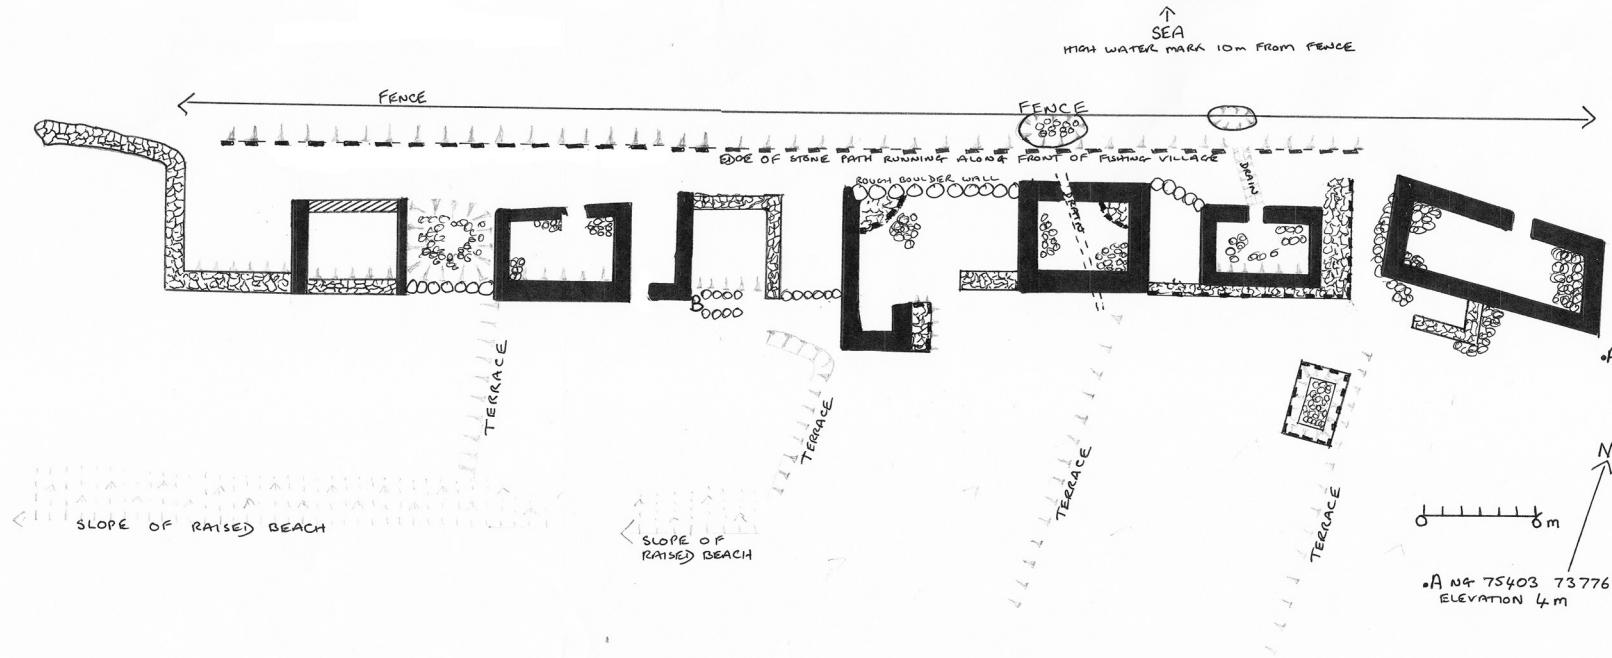 ↑
SEA
HIGH WATER MARK 10m FROM FENCE
FENCE
FENCE
EDGE OF STONE PATH RUNNING ALONG FRONT OF FISHING VILLAGE
ROUGH BOULDER WALL
DRAIN
DRAIN
B
TERRACE
TERRACE
TERRACE
TERRACE
SLOPE OF RAISED BEACH
SLOPE OF
RAISED BEACH
N
0 6 m
.A NG 75403 73776
ELEVATION 4m